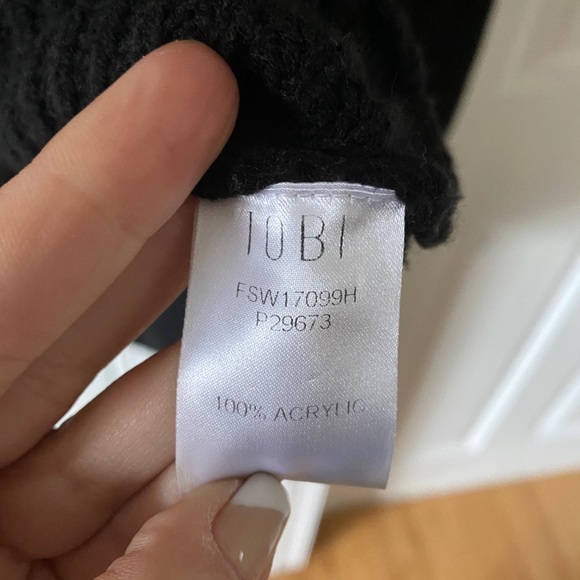 TOBI
FSW17099H
P29673
100% ACRYLIC